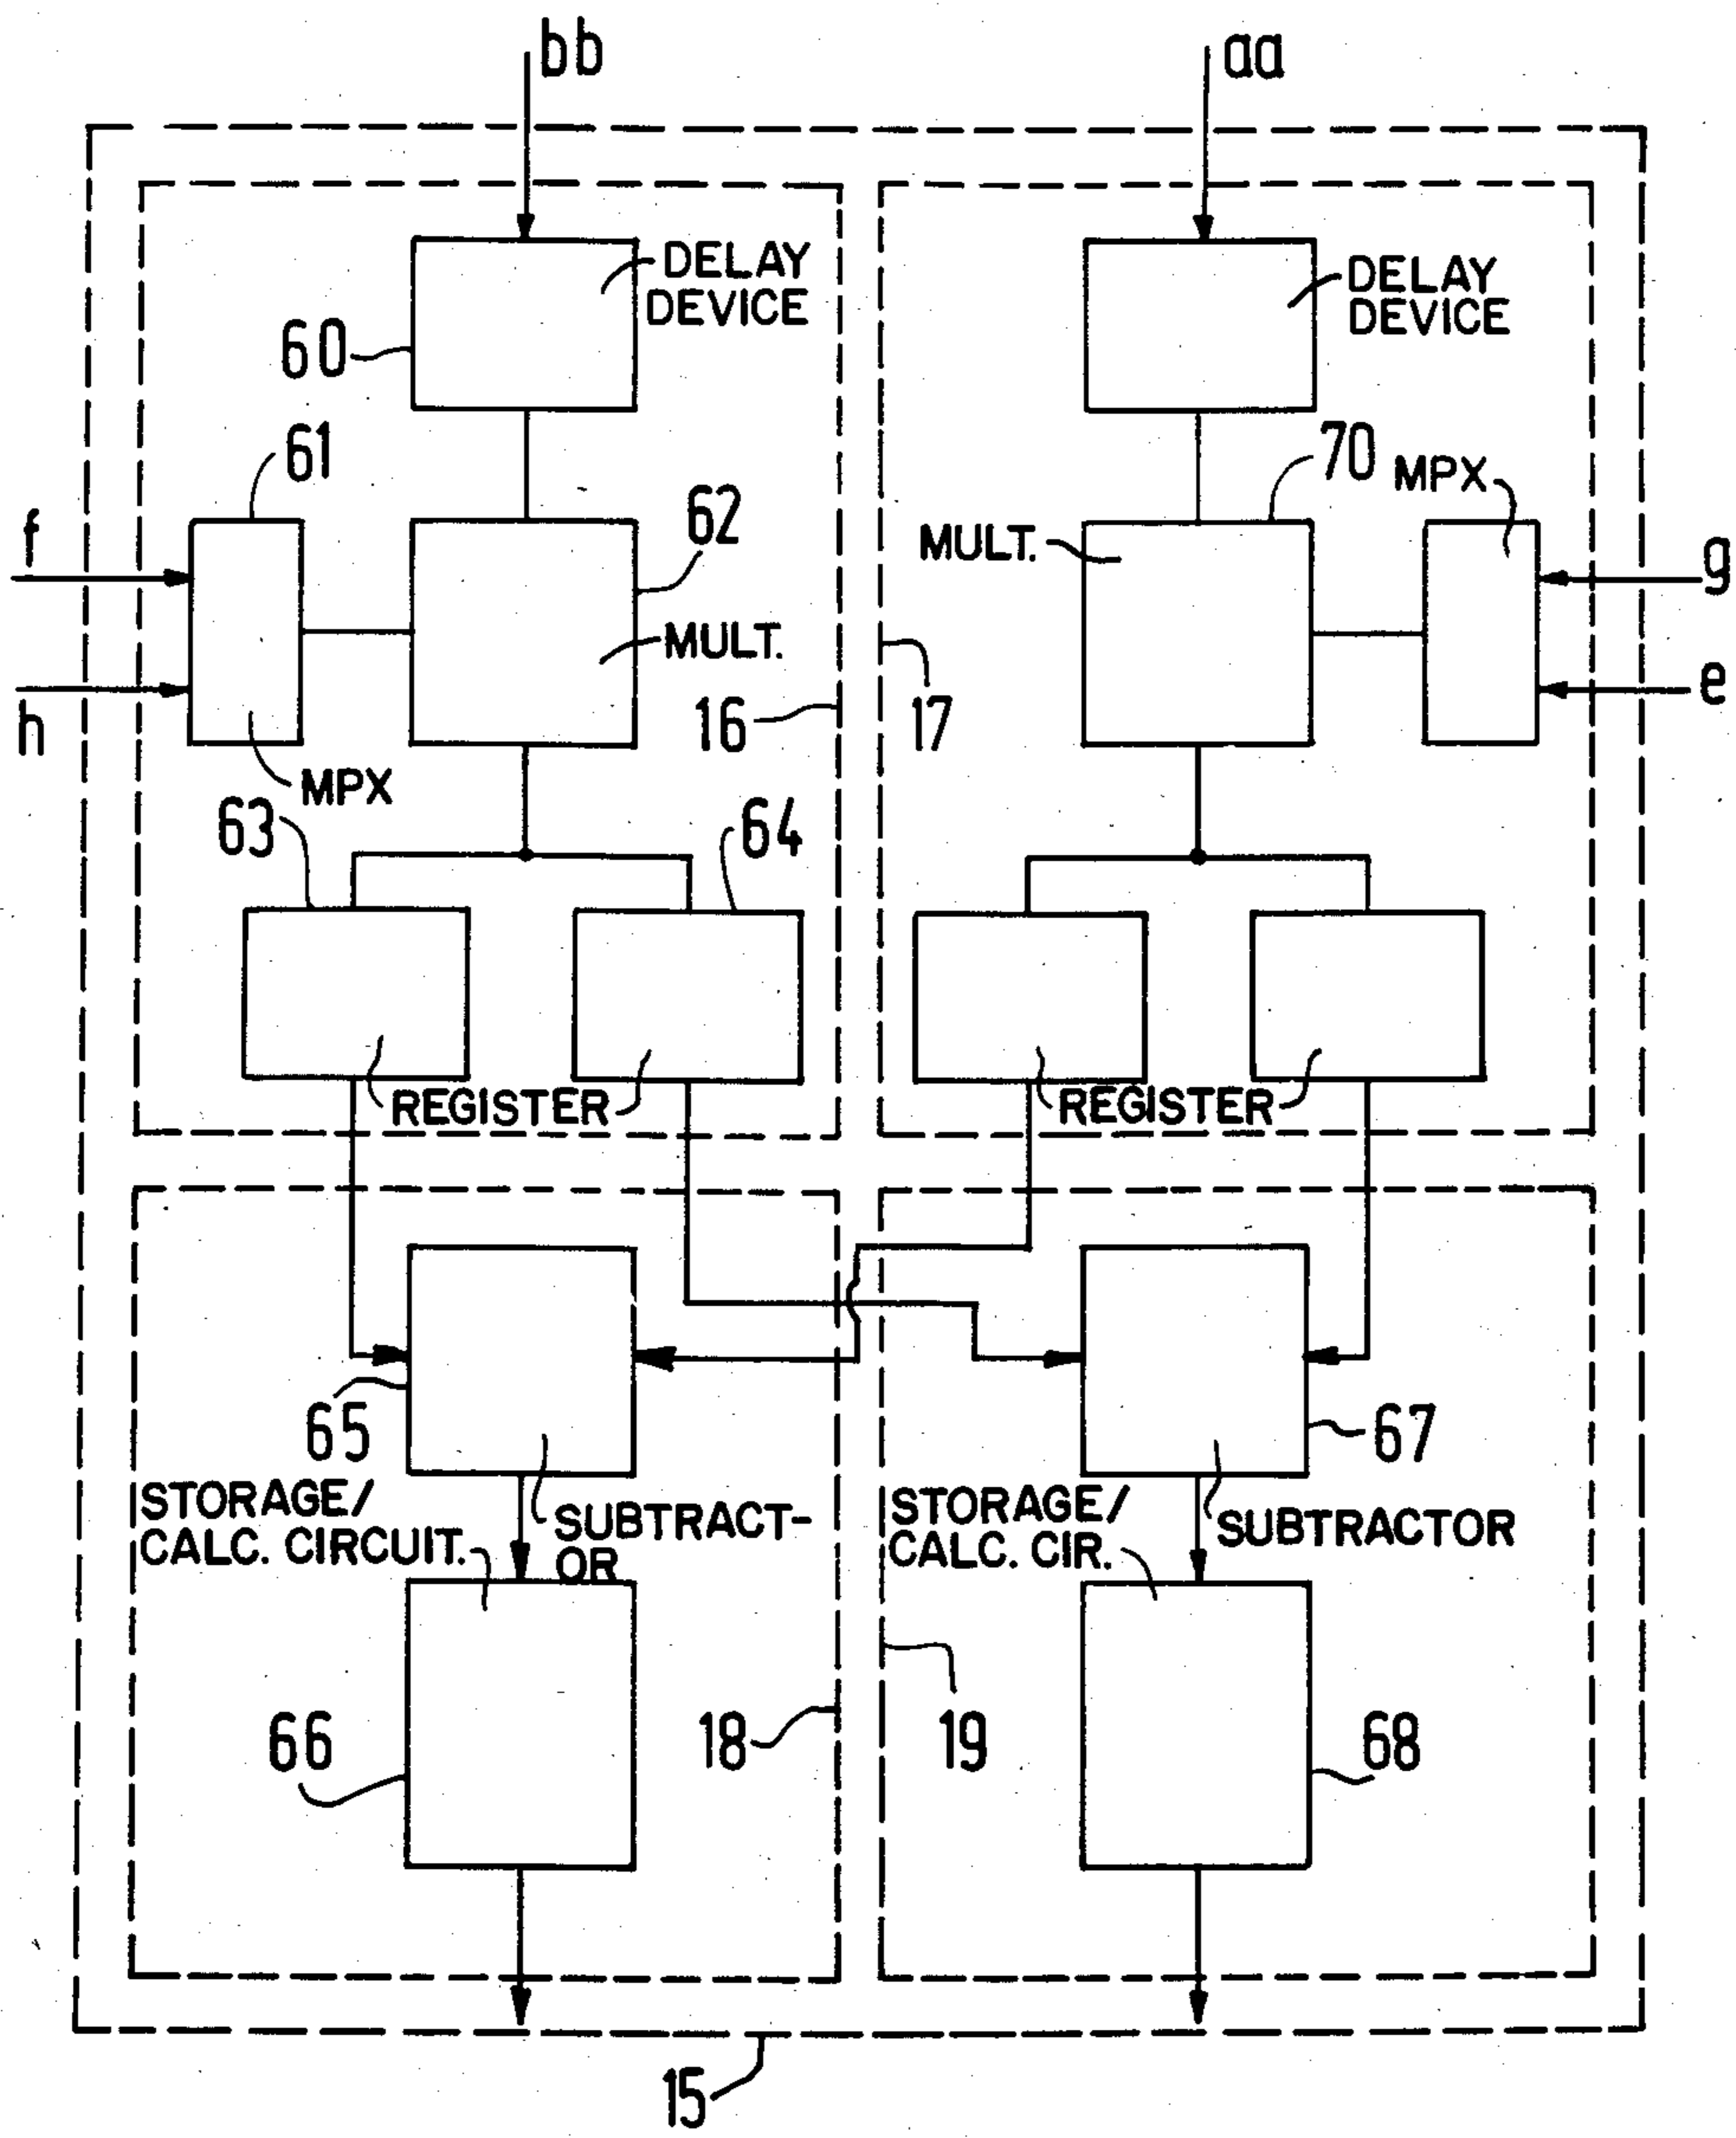 bb
aa
DELAY
DEVICE
DELAY
DEVICE
60
61
70
MPX
f
62
MULT.
g
MULT.
h
16
17
e
MPX
63
64
REGISTER
REGISTER
65
67
STORAGE/
CALC. CIRCUIT.
SUBTRACT-
OR
STORAGE/
CALC. CIR.
SUBTRACTOR
66
18
19
68
15